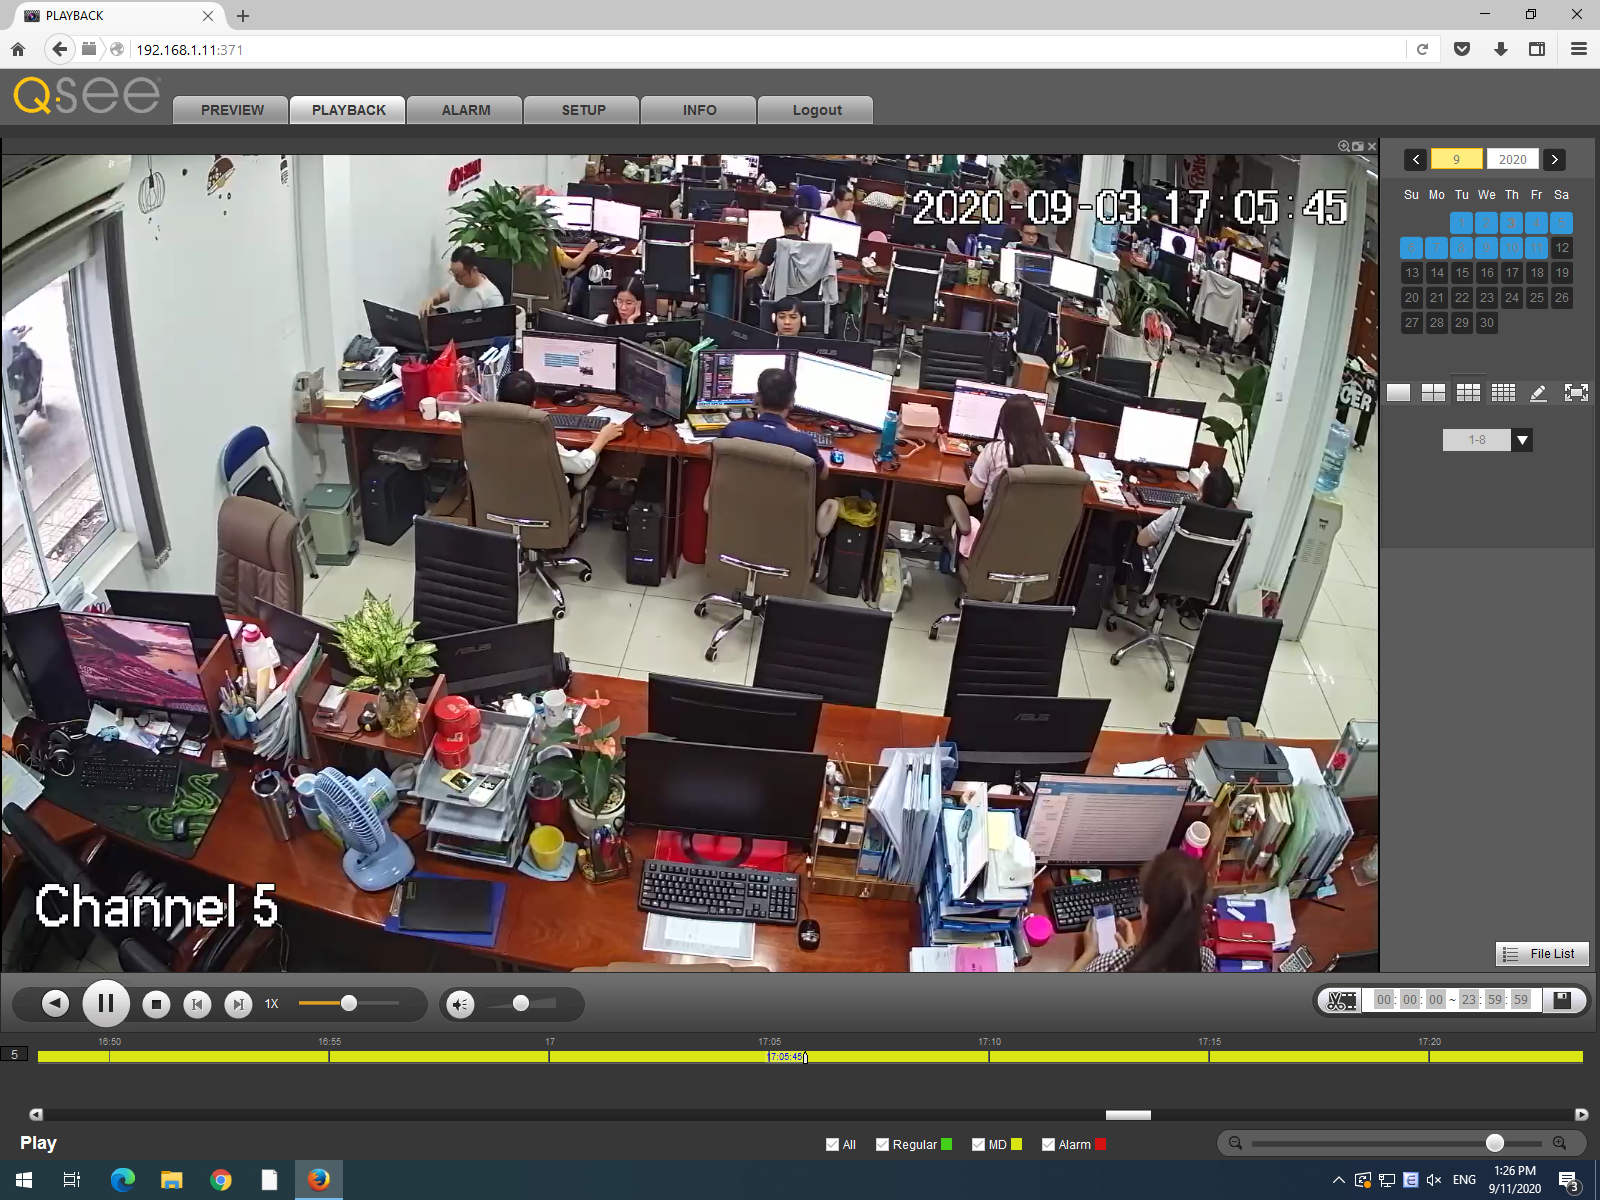 PLAYBACK
192.168.1.11:371
Q-see
PREVIEW
PLAYBACK
ALARM
SETUP
INFO
Logout
2020-09-03 17:05:45
Channel 5
9
2020
Su Mo Tu We Th Fr Sa
1 2 3 4 5
6 7 8 9 10 11 12
13 14 15 16 17 18 19
20 21 22 23 24 25 26
27 28 29 30
1-8
File List
1X
00:00:00 ~ 23:59:59
16:50
16:55
17
17:05
17:10
17:15
17:20
5
17:05:45
Play
All
Regular
MD
Alarm
ENG
1:26 PM
9/11/2020
3
ASUS
ASUS
ASUS